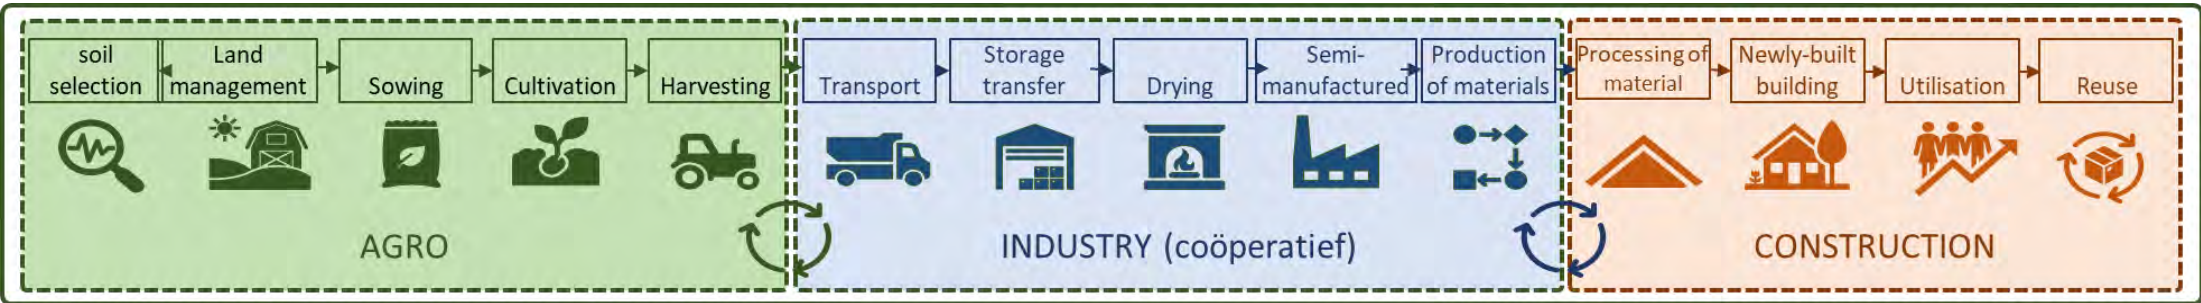 soil
selection
Land
management
Sowing
Cultivation
Harvesting
Transport
Storage
transfer
Drying
Semi-
manufactured
Production
of materials
Processing of
material
Newly-built
building
Utilisation
Reuse
AGRO
INDUSTRY (coöperatief)
CONSTRUCTION